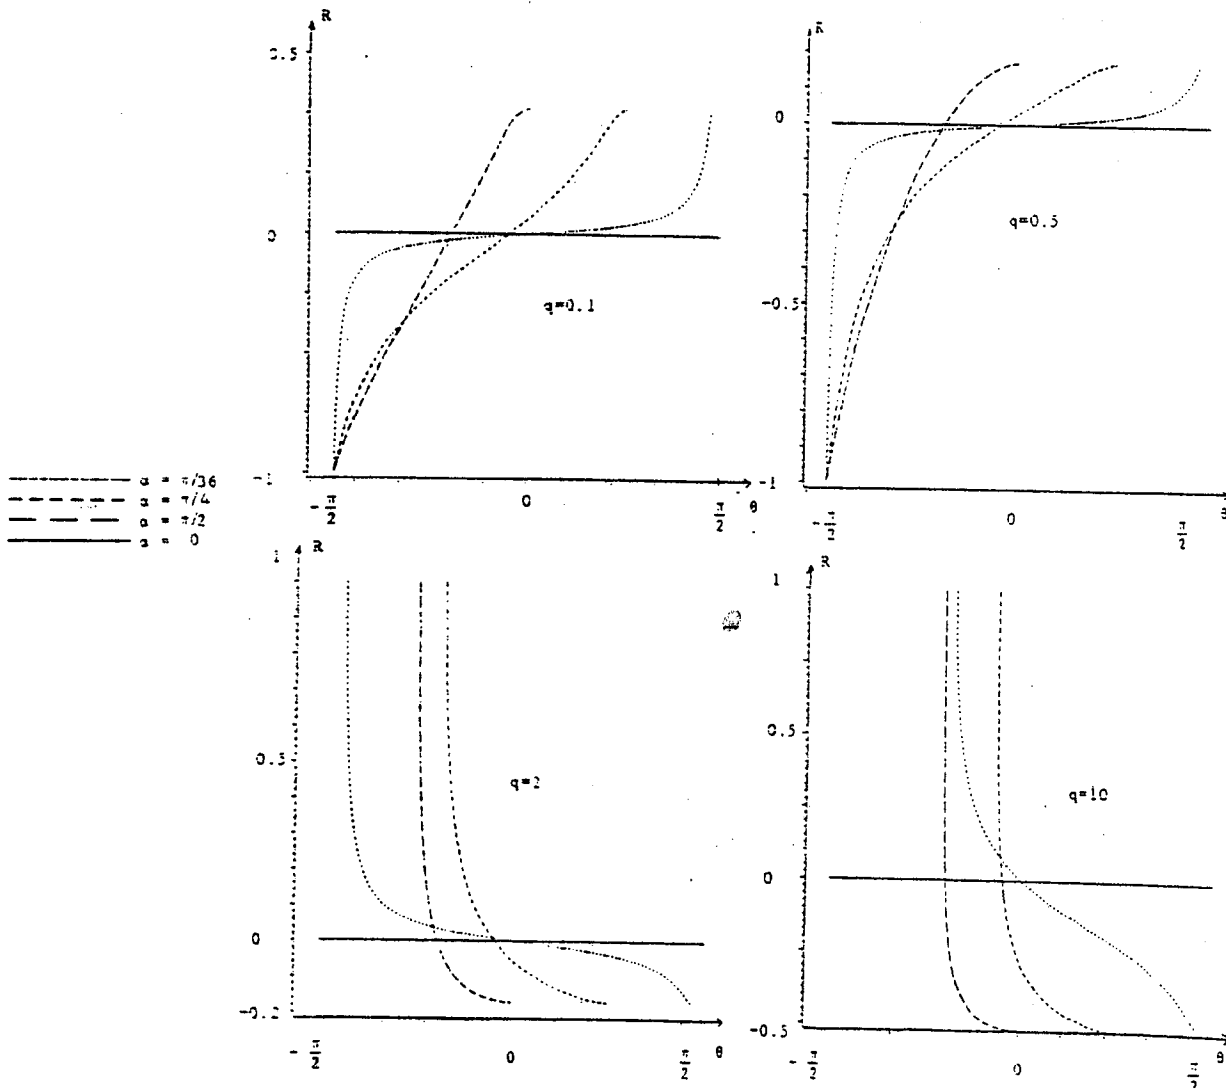 R
0.5
0
q=0.1
-1
- π/2
0
π/2
θ
R
0
q=0.5
-0.5
-1
- π/2
0
π/2
θ
α = π/36
α = π/4
α = π/2
α = 0
1
R
0.5
q=2
0
-0.2
- π/2
0
π/2
θ
1
R
0.5
q=10
0
-0.5
- π/2
0
π/2
θ